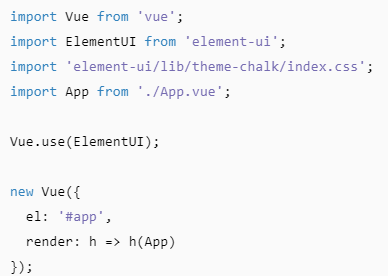 import Vue from 'vue';
import ElementUI from 'element-ui';
import 'element-ui/lib/theme-chalk/index.css';
import App from './App.vue';

Vue.use(ElementUI);

new Vue({
  el: '#app',
  render: h => h(App)
});